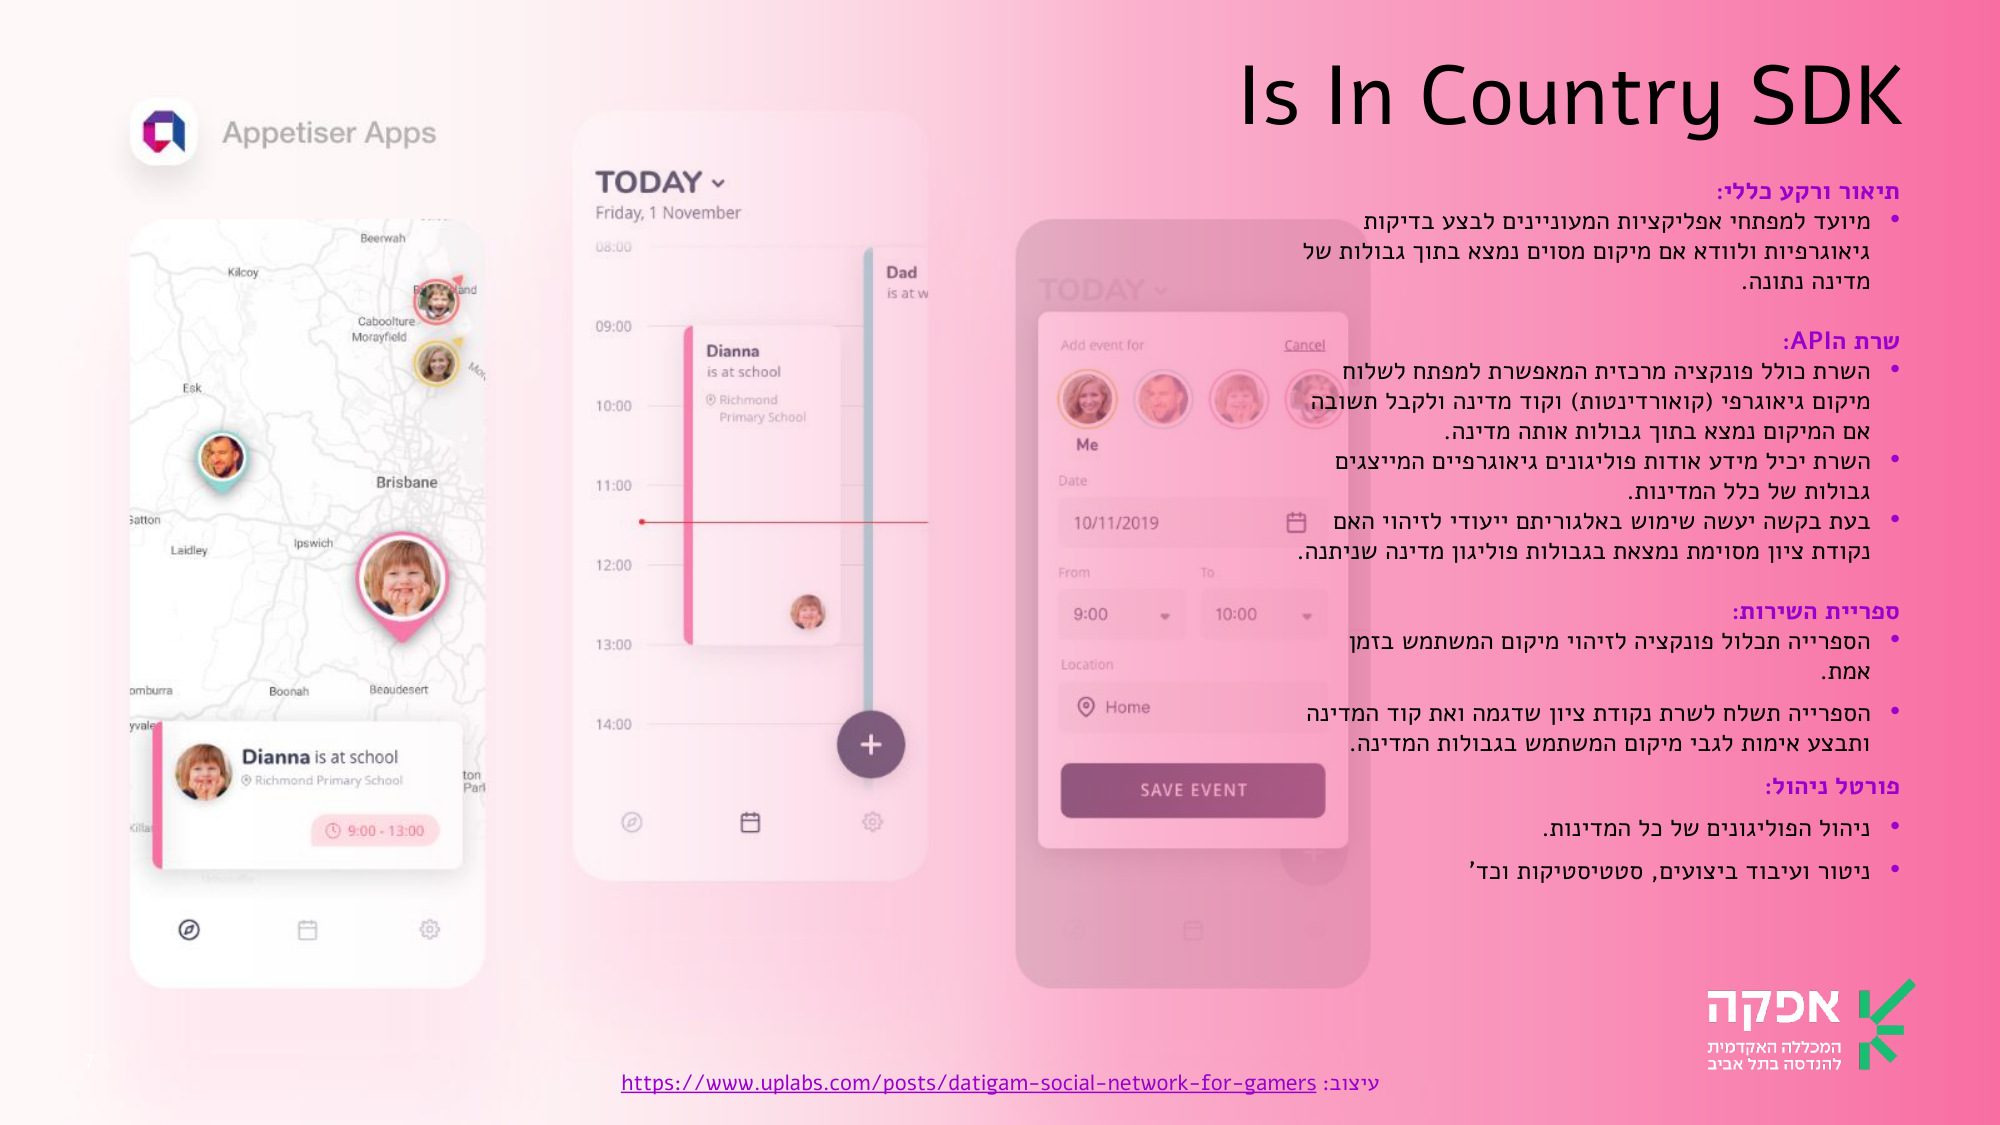 Is In Country SDK
תיאור ורקע כללי:
• מיועד למפתחי אפליקציות המעוניינים לבצע בדיקות
גיאוגרפיות ולוודא אם מיקום מסוים נמצא בתוך גבולות של
מדינה נתונה.
שרת הAPI:
• השרת כולל פונקציה מרכזית המאפשרת למפתח לשלוח
מיקום גיאוגרפי (קואורדינטות) וקוד מדינה ולקבל תשובה
אם המיקום נמצא בתוך גבולות אותה מדינה.
• השרת יכיל מידע אודות פוליגונים גיאוגרפיים המייצגים
גבולות של כלל המדינות.
• בעת בקשה יעשה שימוש באלגוריתם ייעודי לזיהוי האם
נקודת ציון מסוימת נמצאת בגבולות פוליגון מדינה שניתנה.
ספריית השירות:
• הספרייה תכלול פונקציה לזיהוי מיקום המשתמש בזמן
אמת.
• הספרייה תשלח לשרת נקודת ציון שדגמה ואת קוד המדינה
ותבצע אימות לגבי מיקום המשתמש בגבולות המדינה.
פורטל ניהול:
• ניהול הפוליגונים של כל המדינות.
• ניטור ועיבוד ביצועים, סטטיסטיקות וכד'
Appetiser Apps
Beerwah
Kilcoy
Caboolture
Morayfield
Esk
Brisbane
Gatton
Laidley
Ipswich
Boonah
Beaudesert
Dianna is at school
Richmond Primary School
9:00 - 13:00
TODAY
Friday, 1 November
08:00
Dad
is at w
09:00
Dianna
is at school
Richmond
Primary School
10:00
11:00
12:00
13:00
14:00
TODAY
Add event for
Cancel
Me
Date
10/11/2019
From
To
9:00
10:00
Location
Home
SAVE EVENT
אפקה
המכללה האקדמית
להנדסה בתל אביב
עיצוב: https://www.uplabs.com/posts/datigam-social-network-for-gamers
7